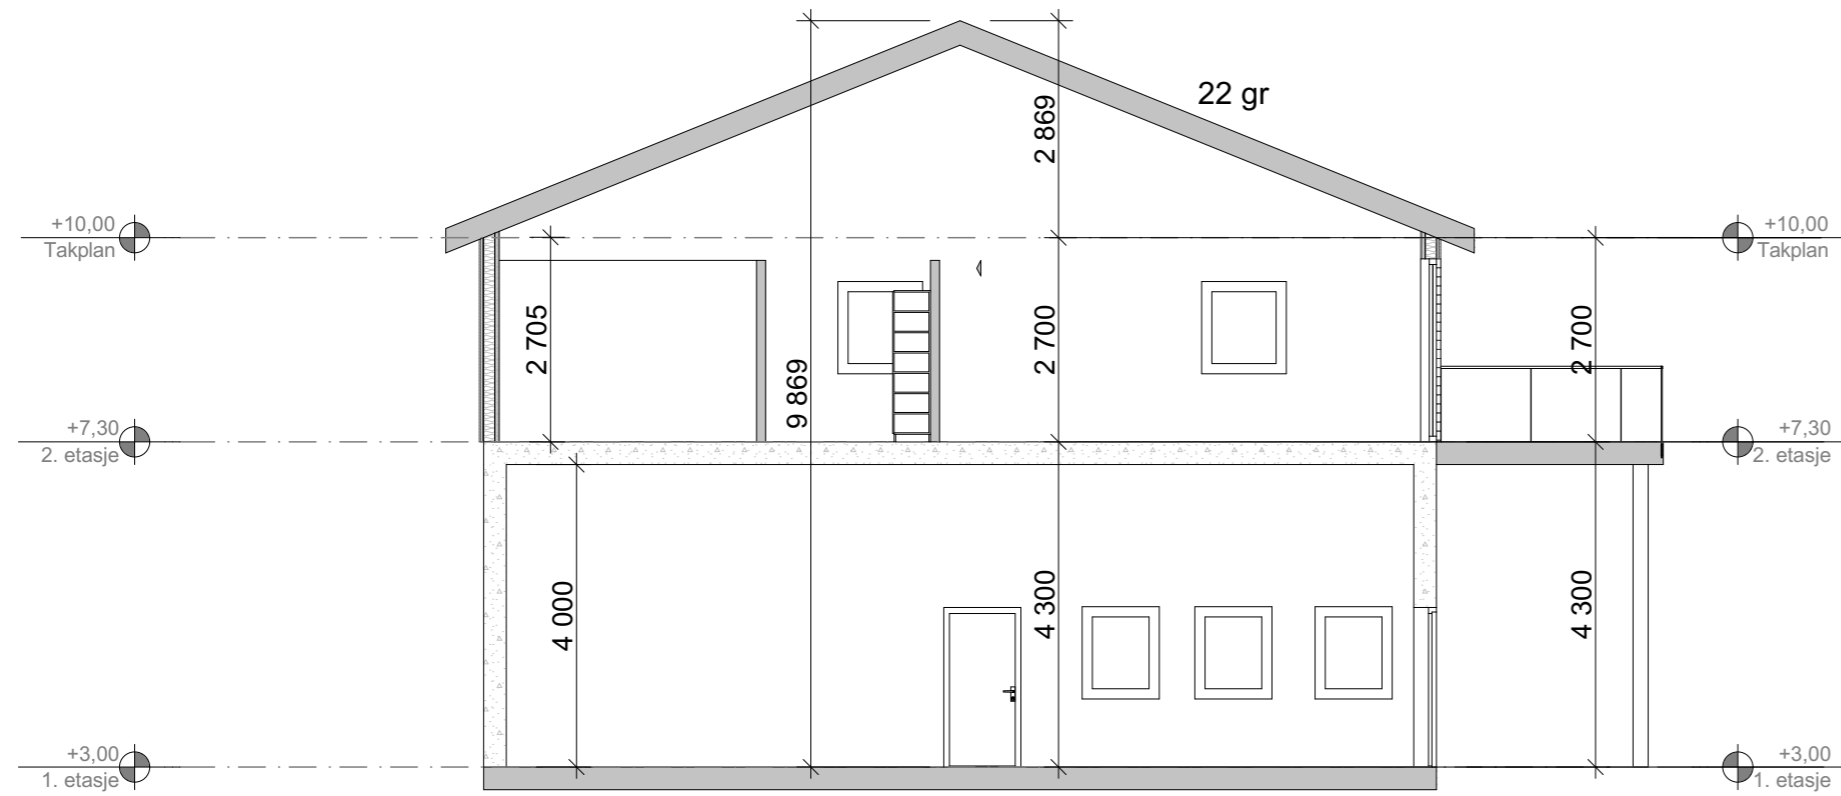 22 gr
2 869
+10,00
Takplan
+10,00
Takplan
2 705
9 869
2 700
2 700
+7,30
2. etasje
+7,30
2. etasje
4 000
4 300
4 300
+3,00
1. etasje
+3,00
1. etasje